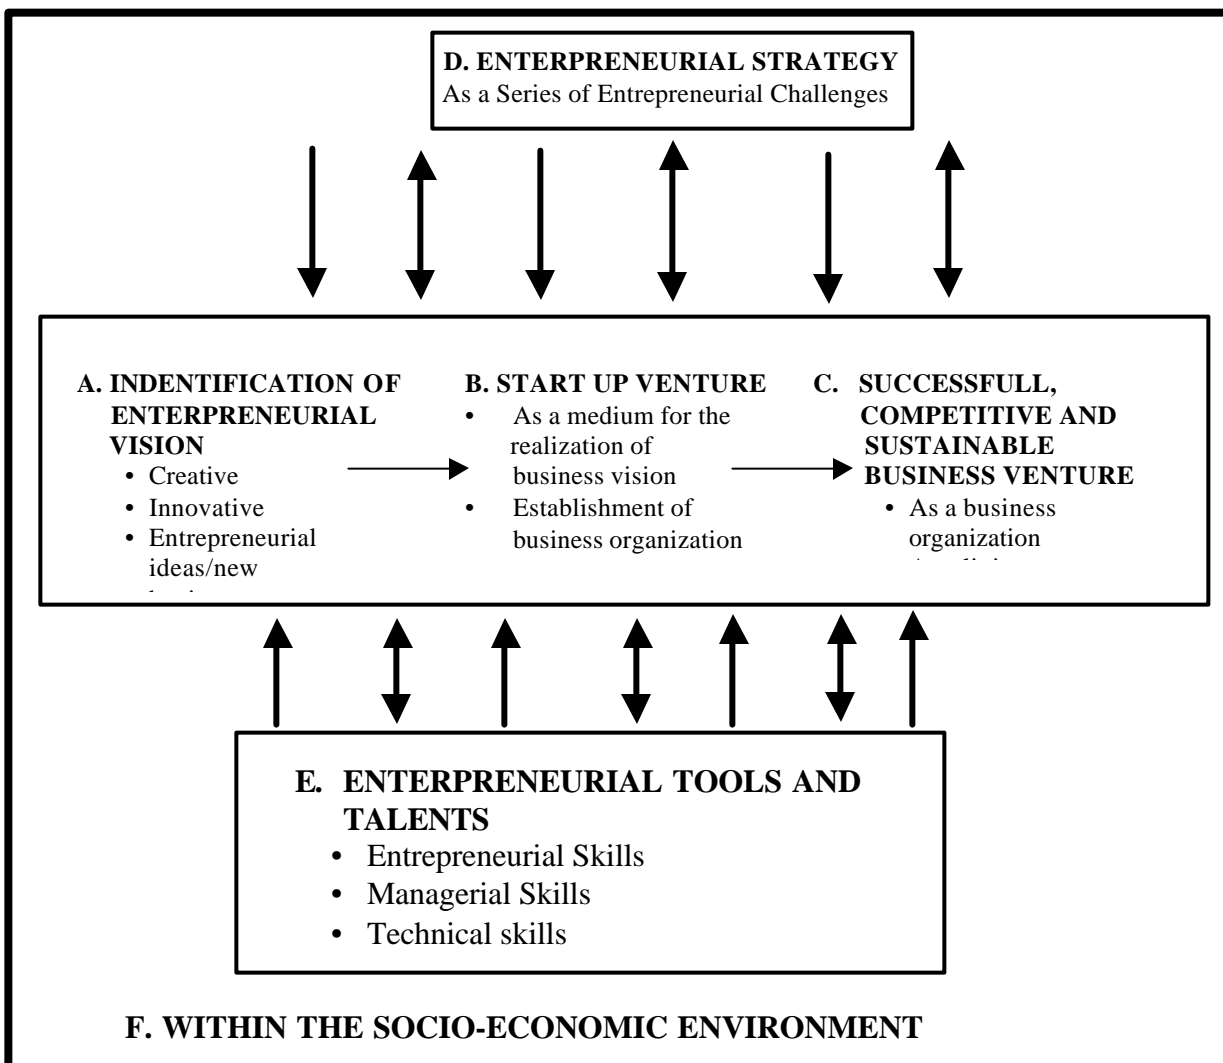 D. ENTERPRENEURIAL STRATEGY
As a Series of Entrepreneurial Challenges
A. INDENTIFICATION OF
ENTERPRENEURIAL
VISION
• Creative
• Innovative
• Entrepreneurial
ideas/new
B. START UP VENTURE
• As a medium for the
realization of
business vision
• Establishment of
business organization
C. SUCCESSFULL,
COMPETITIVE AND
SUSTAINABLE
BUSINESS VENTURE
• As a business
organization
E. ENTERPRENEURIAL TOOLS AND
TALENTS
• Entrepreneurial Skills
• Managerial Skills
• Technical skills
F. WITHIN THE SOCIO-ECONOMIC ENVIRONMENT